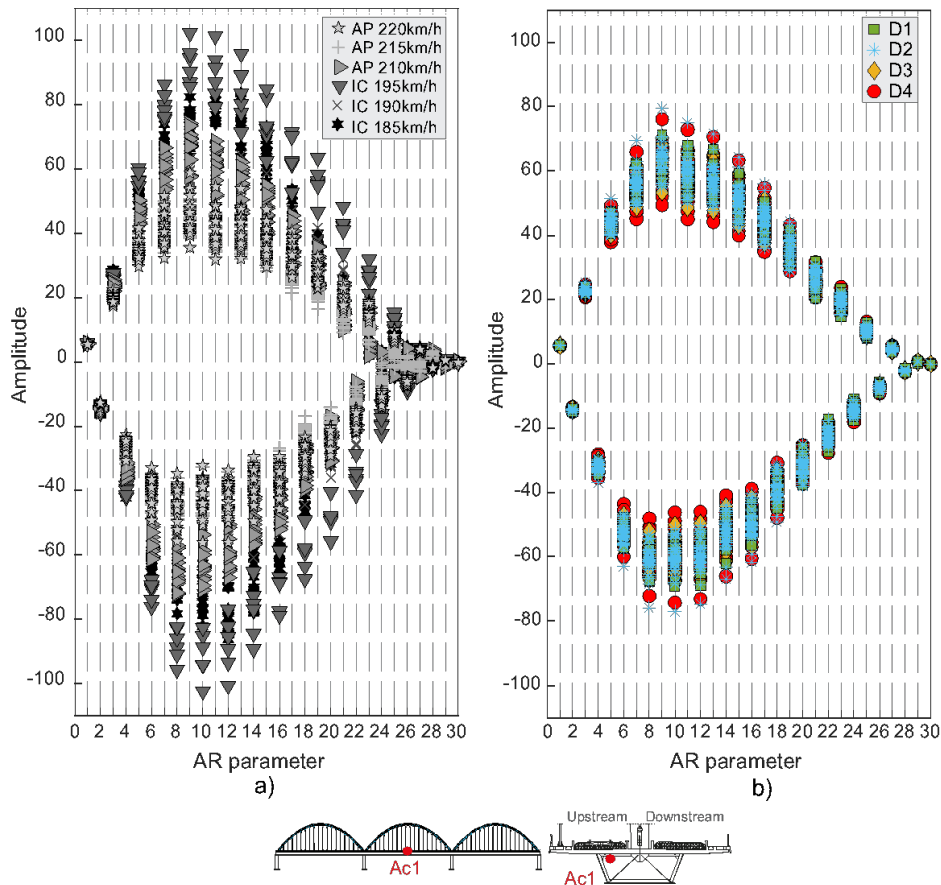 AP 220km/h
AP 215km/h
AP 210km/h
IC 195km/h
IC 190km/h
IC 185km/h
100
80
60
40
20
0
-20
-40
-60
-80
-100
Amplitude
0 2 4 6 8 10 12 14 16 18 20 22 24 26 28 30
AR parameter
a)
D1
D2
D3
D4
100
80
60
40
20
0
-20
-40
-60
-80
-100
Amplitude
0 2 4 6 8 10 12 14 16 18 20 22 24 26 28 30
AR parameter
b)
Ac1
Upstream Downstream
Ac1